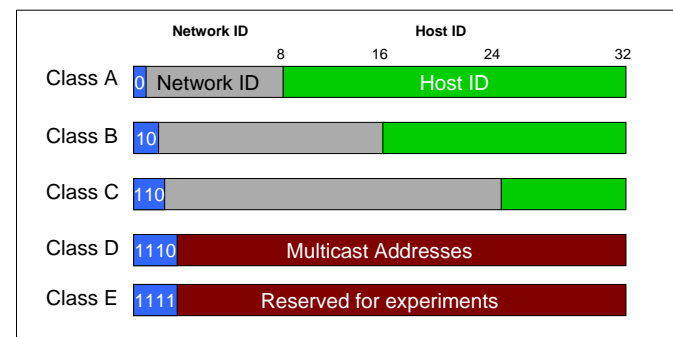 Network ID Host ID
8 16 24 32
Class A 0 Network ID Host ID
Class B 10
Class C 110
Class D 1110 Multicast Addresses
Class E 1111 Reserved for experiments